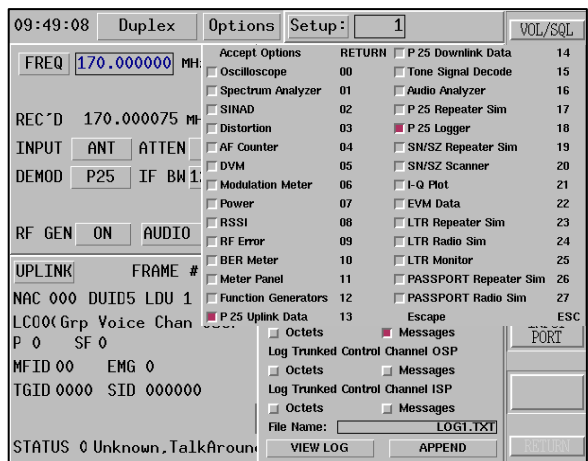 09:49:08 Duplex Options Setup: 1 VOL/SQL
FREQ 170.000000 MH
REC'D 170.000075 MH
INPUT ANT ATTEN
DEMOD P25 IF BW
RF GEN ON AUDIO
Accept Options RETURN
Oscilloscope 00
Spectrum Analyzer 01
SINAD 02
Distortion 03
AF Counter 04
DVM 05
Modulation Meter 06
Power 07
RSSI 08
RF Error 09
BER Meter 10
Meter Panel 11
Function Generators 12
P 25 Uplink Data 13
P 25 Downlink Data 14
Tone Signal Decode 15
Audio Analyzer 16
P 25 Repeater Sim 17
P 25 Logger 18
SN/SZ Repeater Sim 19
SN/SZ Scanner 20
I-Q Plot 21
EVM Data 22
LTR Repeater Sim 23
LTR Radio Sim 24
LTR Monitor 25
PASSPORT Repeater Sim 26
PASSPORT Radio Sim 27
Escape ESC
UPLINK FRAME #
NAC 000 DUID5 LDU 1
LCO0( Grp Voice Chan
P 0 SF 0
MFID 00 EMG 0
TGID 0000 SID 000000
STATUS 0 Unknown,TalkAroun
Octets Messages
Log Trunked Control Channel OSP
Octets Messages
Log Trunked Control Channel ISP
Octets Messages
File Name: LOG1.TXT
VIEW LOG APPEND
PORT
RETURN